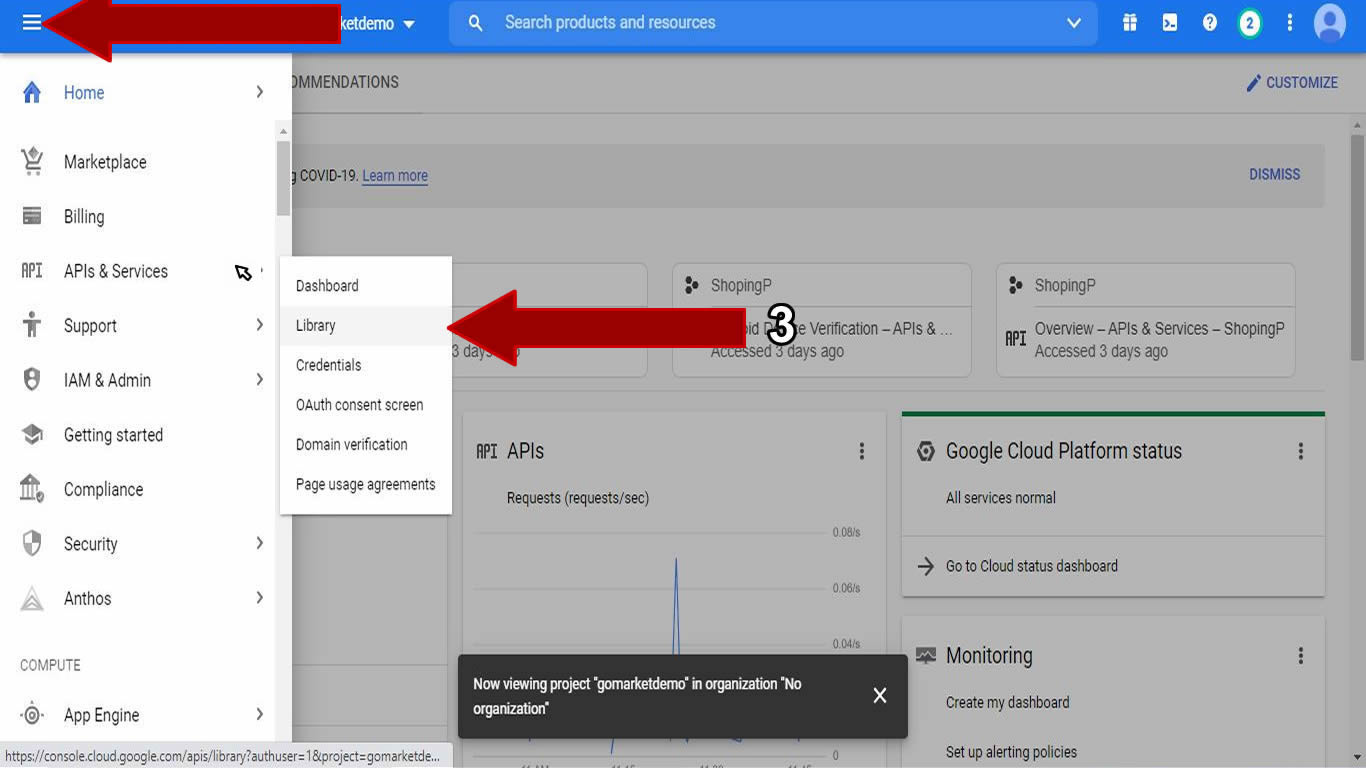 ketdemo
Search products and resources
2
Home
OMMENDATIONS
CUSTOMIZE
Marketplace
COVID-19. Learn more
DISMISS
Billing
API
APIs & Services
Dashboard
ShopingP
ShopingP
Support
Library
3
Device Verification – APIs & …
API
Overview – APIs & Services – ShopingP
3 days
Accessed 3 days ago
Accessed 3 days ago
Credentials
IAM & Admin
OAuth consent screen
Getting started
Domain verification
API
APIs
Google Cloud Platform status
Compliance
Page usage agreements
Requests (requests/sec)
All services normal
0.08/s
Security
Go to Cloud status dashboard
0.06/s
Anthos
0.04/s
COMPUTE
Monitoring
Now viewing project "gomarketdemo" in organization "No
organization"
Create my dashboard
App Engine
Set up alerting policies
https://console.cloud.google.com/apis/library?authuser=1&project=gomarketde...
0